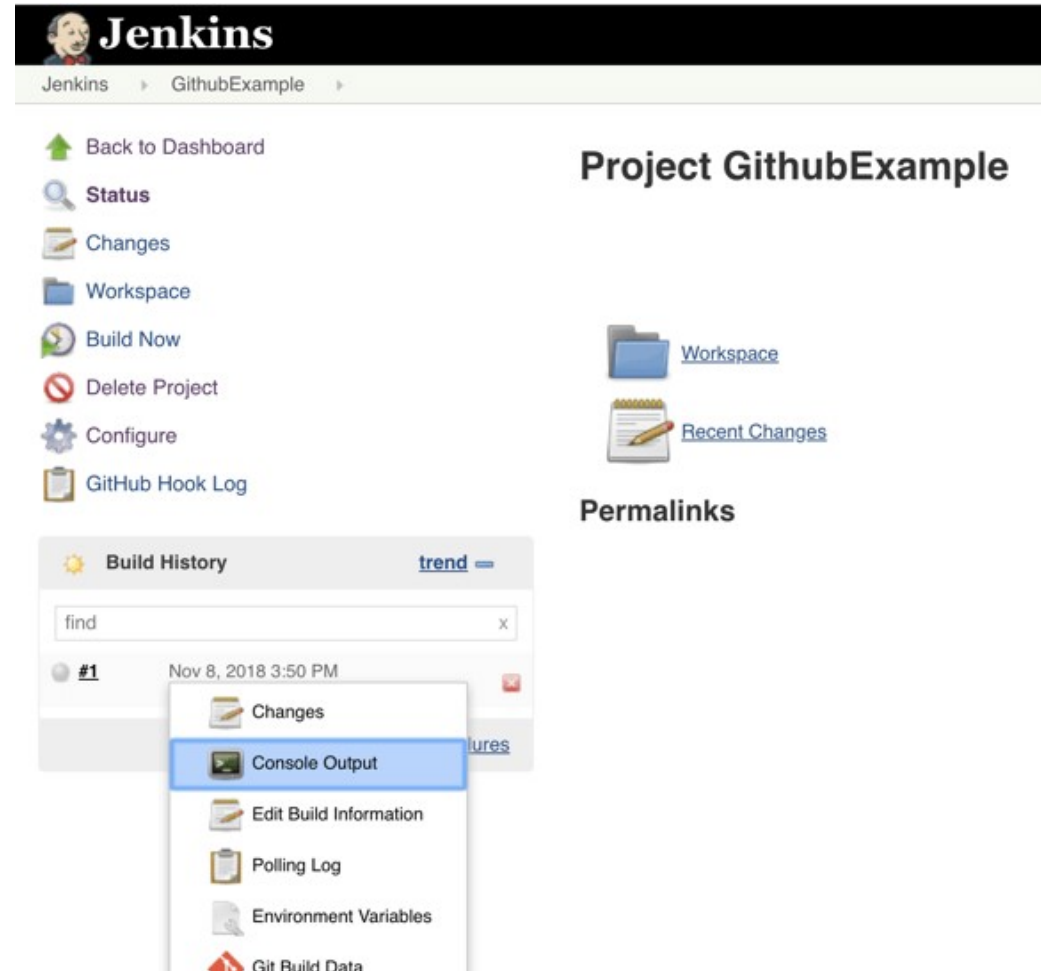 Jenkins
Jenkins GithubExample
Back to Dashboard
Status
Changes
Workspace
Build Now
Delete Project
Configure
GitHub Hook Log
Project GithubExample
Workspace
Recent Changes
Permalinks
Build History trend
find x
#1 Nov 8, 2018 3:50 PM
Changes
lures
Console Output
Edit Build Information
Polling Log
Environment Variables
Git Build Data